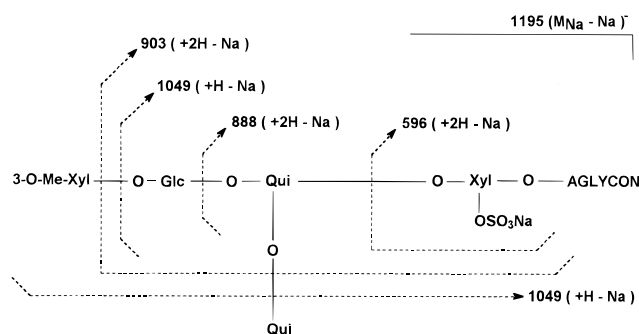 1195 (MNa - Na)-
903 (+2H - Na)
1049 (+H - Na )
888 (+2H - Na)
596 (+2H - Na)
3-O-Me-Xyl O Glc O Qui O Xyl O AGLYCON
OSO3Na
O
1049 (+H - Na)
Qui